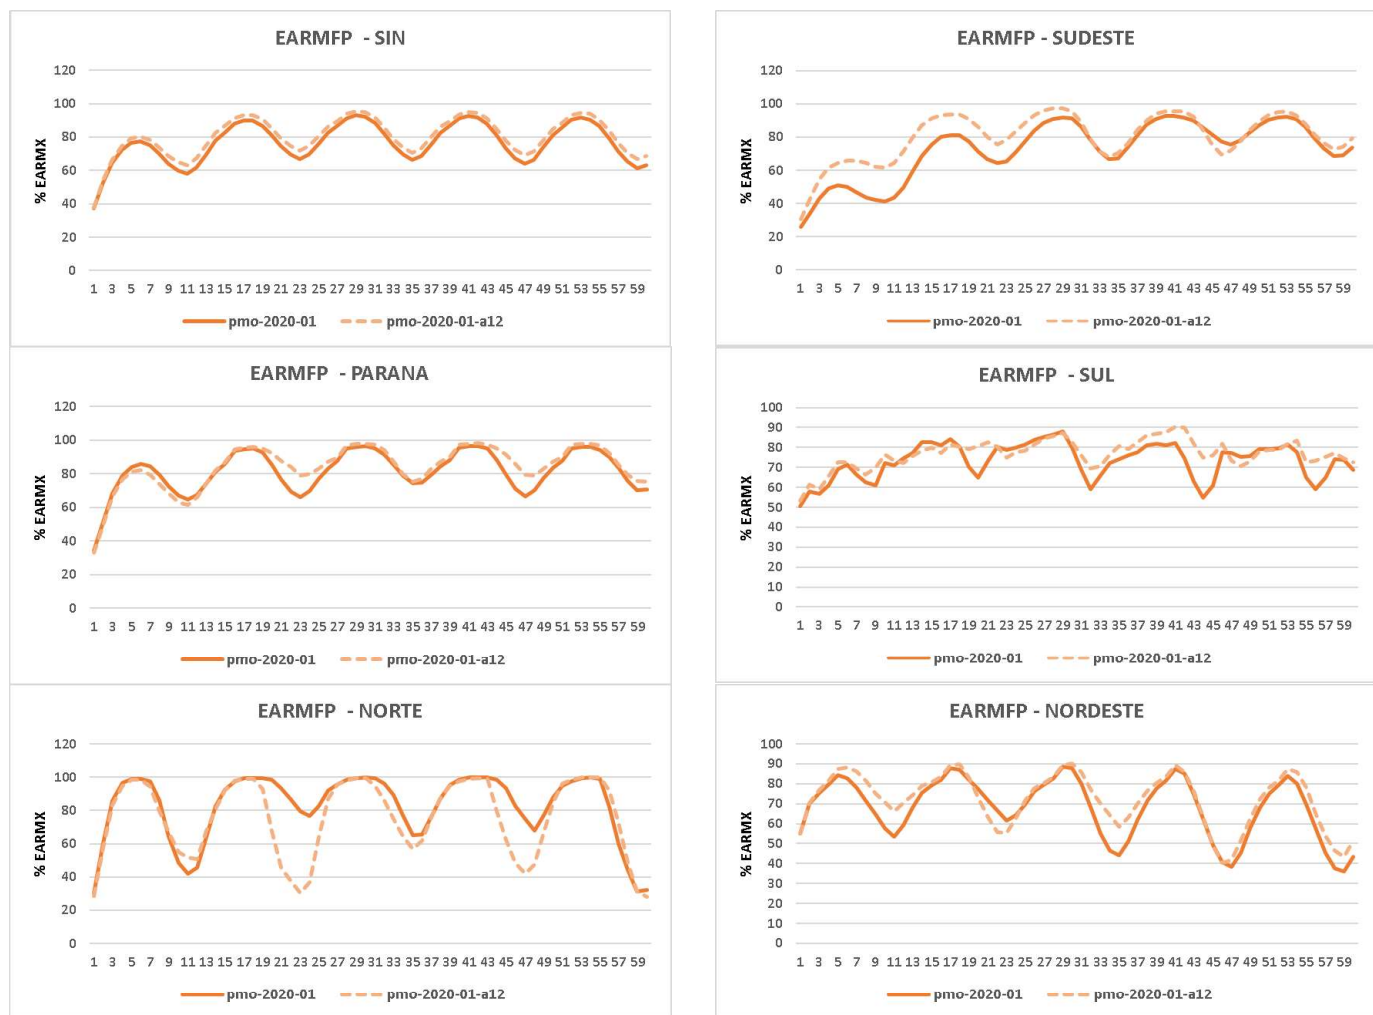 EARMFP - SIN
% EARMX
120
100
80
60
40
20
0
1 3 5 7 9 11 13 15 17 19 21 23 25 27 29 31 33 35 37 39 41 43 45 47 49 51 53 55 57 59
pmo-2020-01 pmo-2020-01-a12
EARMFP - SUDESTE
% EARMX
120
100
80
60
40
20
0
1 3 5 7 9 11 13 15 17 19 21 23 25 27 29 31 33 35 37 39 41 43 45 47 49 51 53 55 57 59
pmo-2020-01 pmo-2020-01-a12
EARMFP - PARANA
% EARMX
120
100
80
60
40
20
0
1 3 5 7 9 11 13 15 17 19 21 23 25 27 29 31 33 35 37 39 41 43 45 47 49 51 53 55 57 59
pmo-2020-01 pmo-2020-01-a12
EARMFP - SUL
% EARMX
100
90
80
70
60
50
40
30
20
10
0
1 3 5 7 9 11 13 15 17 19 21 23 25 27 29 31 33 35 37 39 41 43 45 47 49 51 53 55 57 59
pmo-2020-01 pmo-2020-01-a12
EARMFP - NORTE
% EARMX
120
100
80
60
40
20
0
1 3 5 7 9 11 13 15 17 19 21 23 25 27 29 31 33 35 37 39 41 43 45 47 49 51 53 55 57 59
pmo-2020-01 pmo-2020-01-a12
EARMFP - NORDESTE
% EARMX
100
90
80
70
60
50
40
30
20
10
0
1 3 5 7 9 11 13 15 17 19 21 23 25 27 29 31 33 35 37 39 41 43 45 47 49 51 53 55 57 59
pmo-2020-01 pmo-2020-01-a12